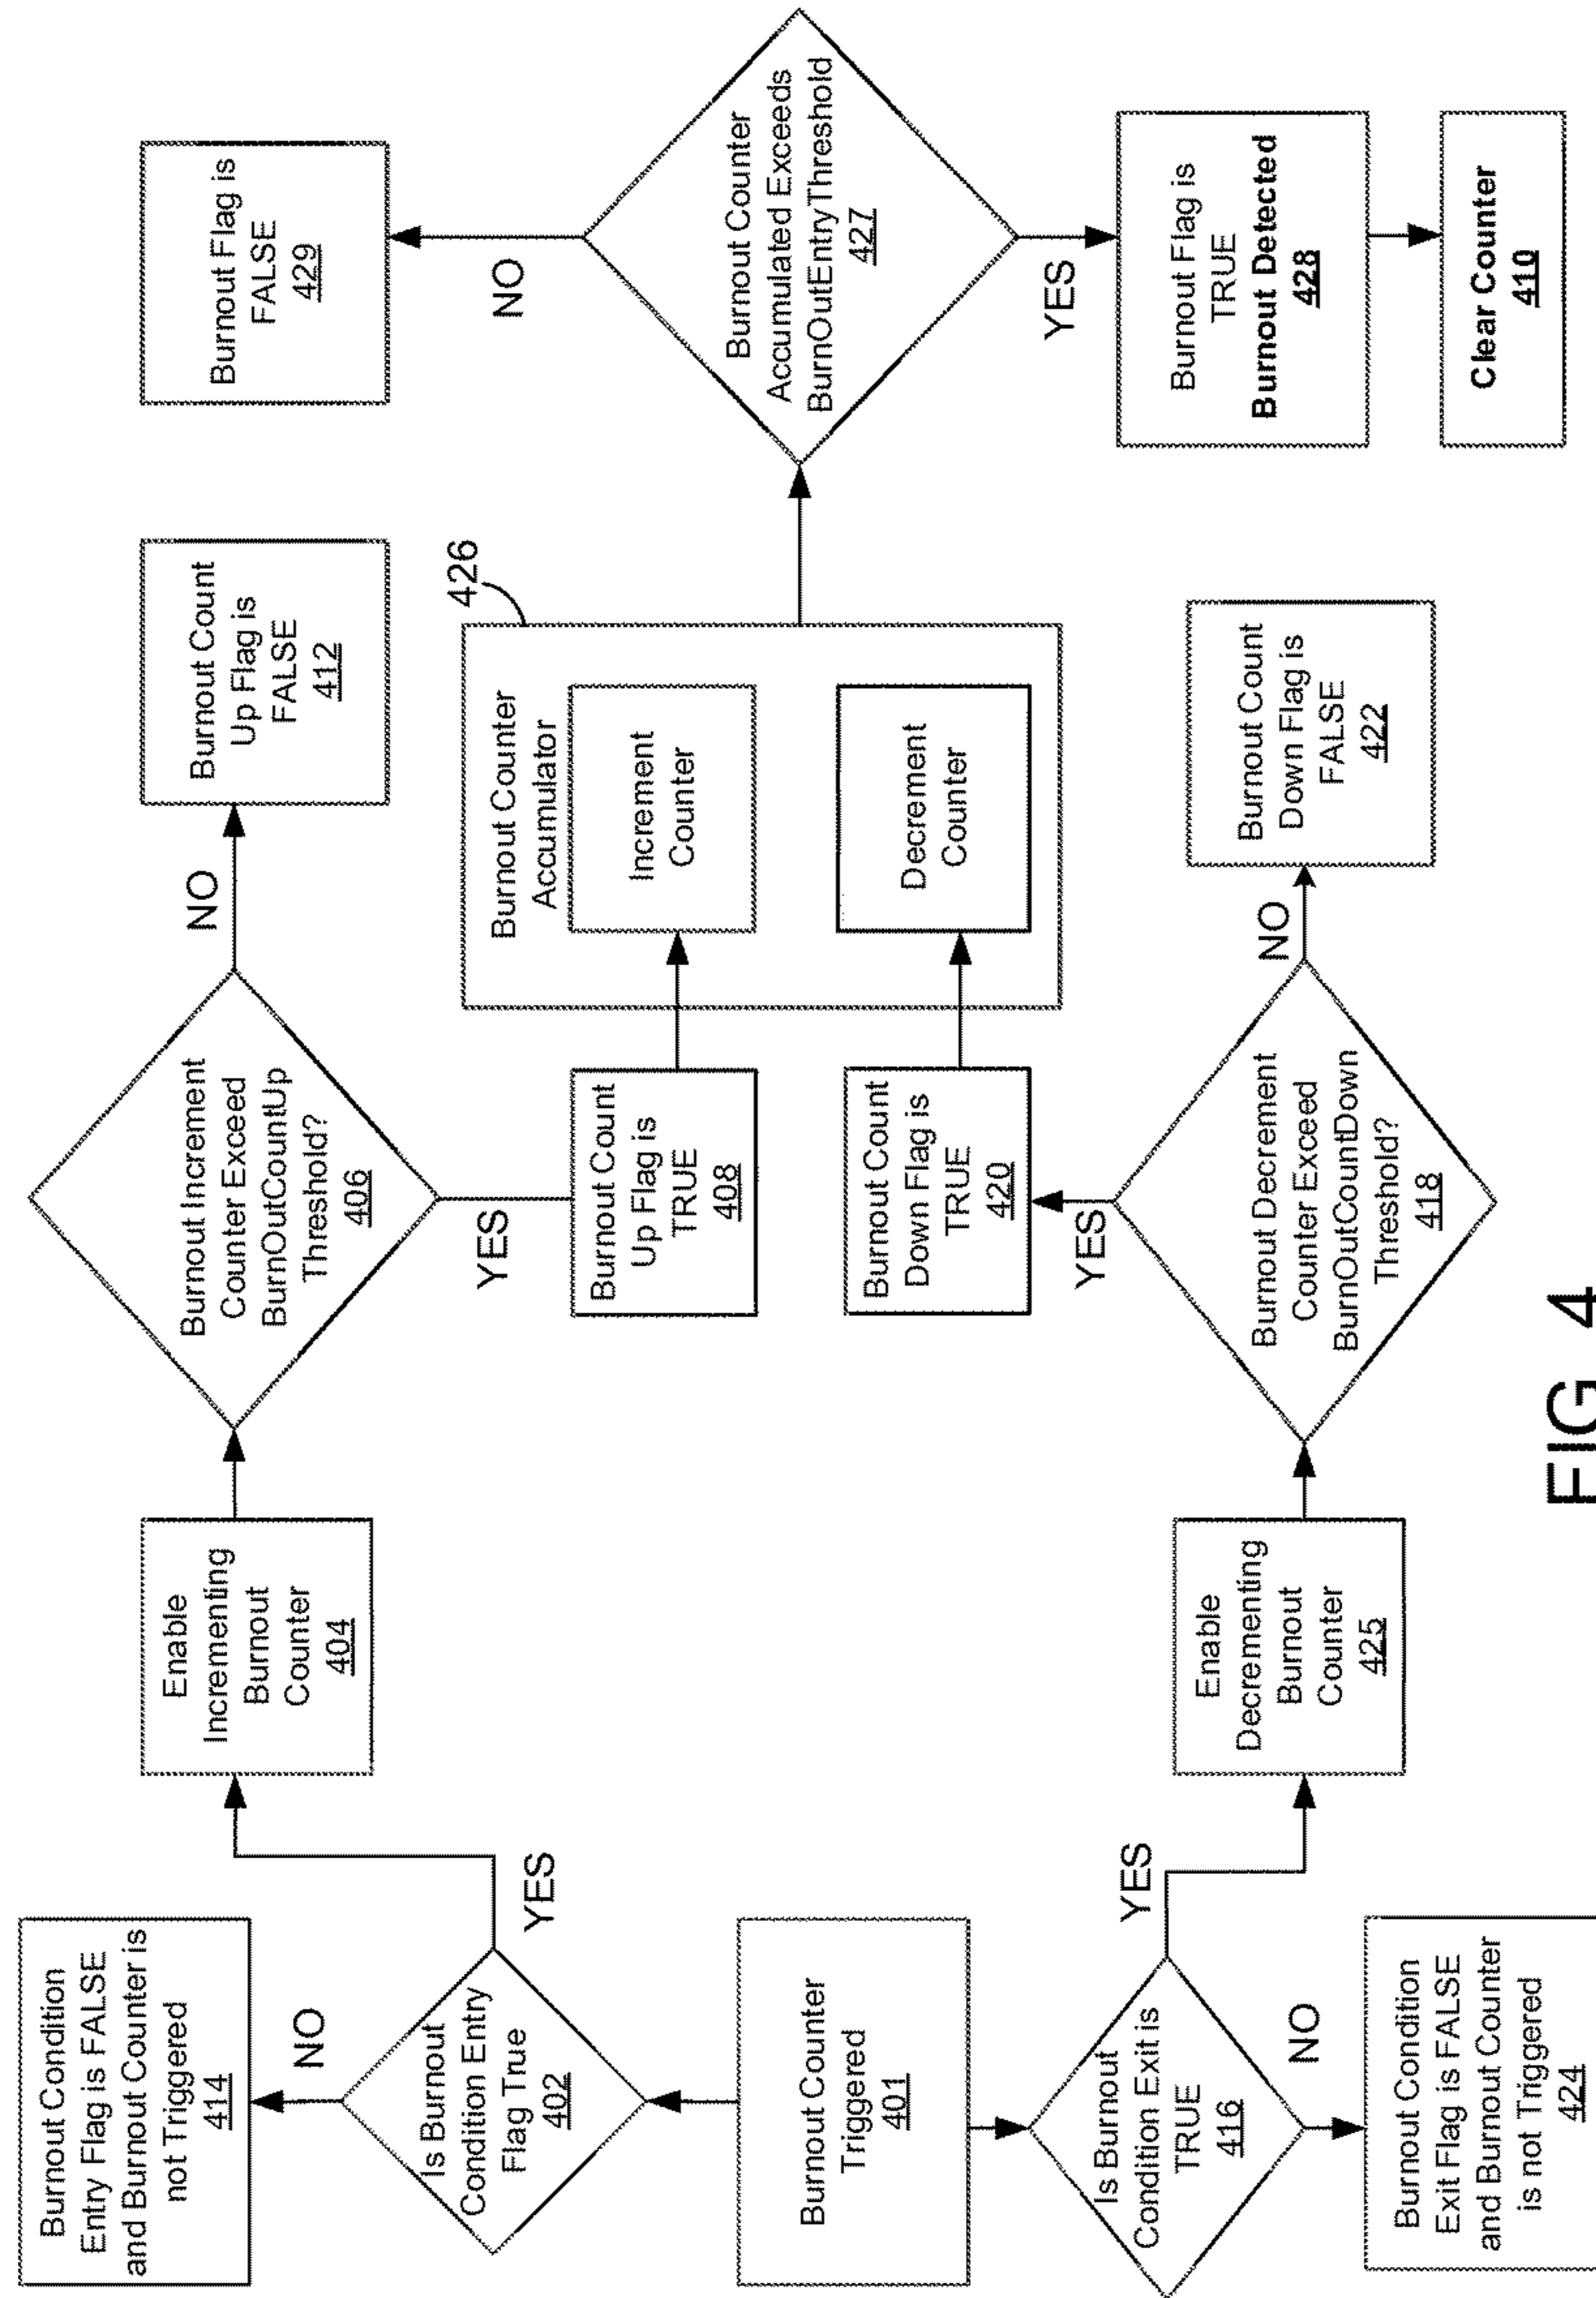 Burnout Condition
Entry Flag is FALSE
and Burnout Counter is
not Triggered
414
NO
Is Burnout
Condition Entry
Flag True
402
YES
Enable
Incrementing
Burnout
Counter
404
Burnout Increment
Counter Exceed
BurnOutCountUp
Threshold?
406
NO
Burnout Count
Up Flag is
FALSE
412
YES
Burnout Count
Up Flag is
TRUE
408
Burnout Counter
Triggered
401
Is Burnout
Condition Exit is
TRUE
416
YES
NO
Burnout Condition
Exit Flag is FALSE
and Burnout Counter
is not Triggered
424
Enable
Decrementing
Burnout
Counter
425
Burnout Decrement
Counter Exceed
BurnOutCountDown
Threshold?
418
NO
Burnout Count
Down Flag is
FALSE
422
YES
Burnout Count
Down Flag is
TRUE
420
426
Burnout Counter
Accumulator
Increment
Counter
Decrement
Counter
Burnout Counter
Accumulated Exceeds
BurnOutEntryThreshold
427
NO
Burnout Flag is
FALSE
429
YES
Burnout Flag is
TRUE
Burnout Detected
428
Clear Counter
410
FIG. 4